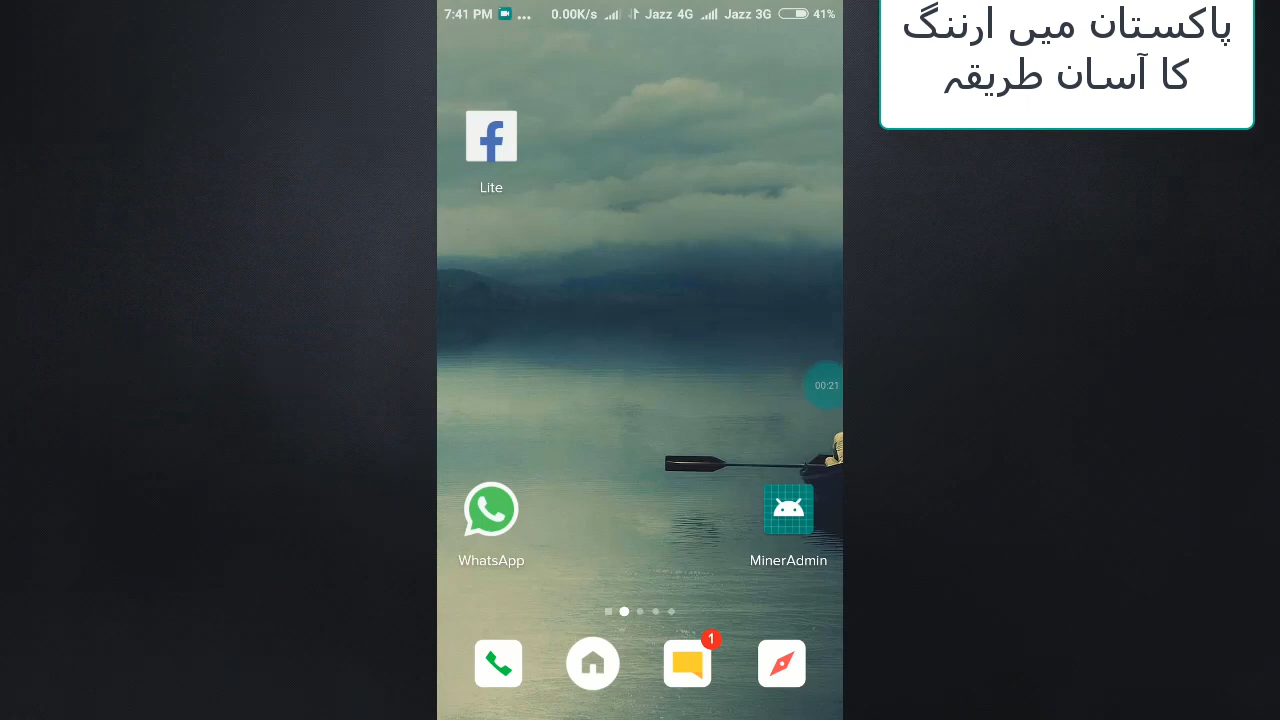 7:41 PM ... 0.00K/s Jazz 4G Jazz 3G 41%
پاکستان میں ارننگ
کا آسان طریقہ
Lite
00:21
WhatsApp
MinerAdmin
1